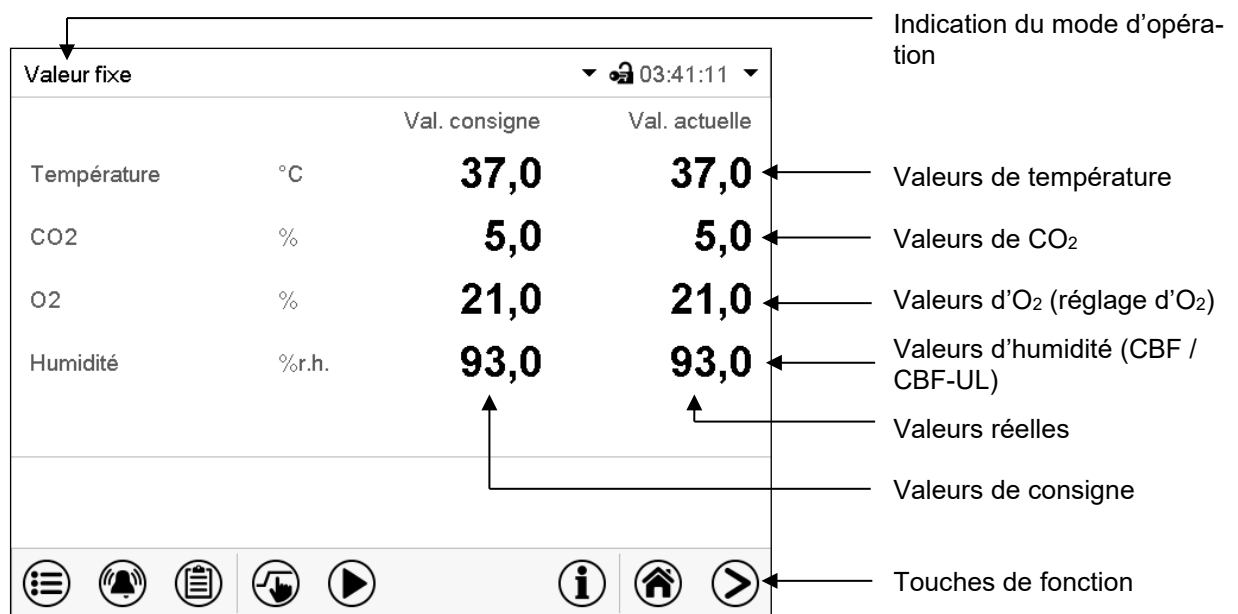 Indication du mode d’opéra-
tion
Valeur fixe 03:41:11
Val. consigne Val. actuelle
Température °C 37,0 37,0
Valeurs de température
CO2 % 5,0 5,0
Valeurs de CO₂
O2 % 21,0 21,0
Valeurs d’O₂ (réglage d’O₂)
Humidité %r.h. 93,0 93,0
Valeurs d’humidité (CBF /
CBF-UL)
Valeurs réelles
Valeurs de consigne
Touches de fonction